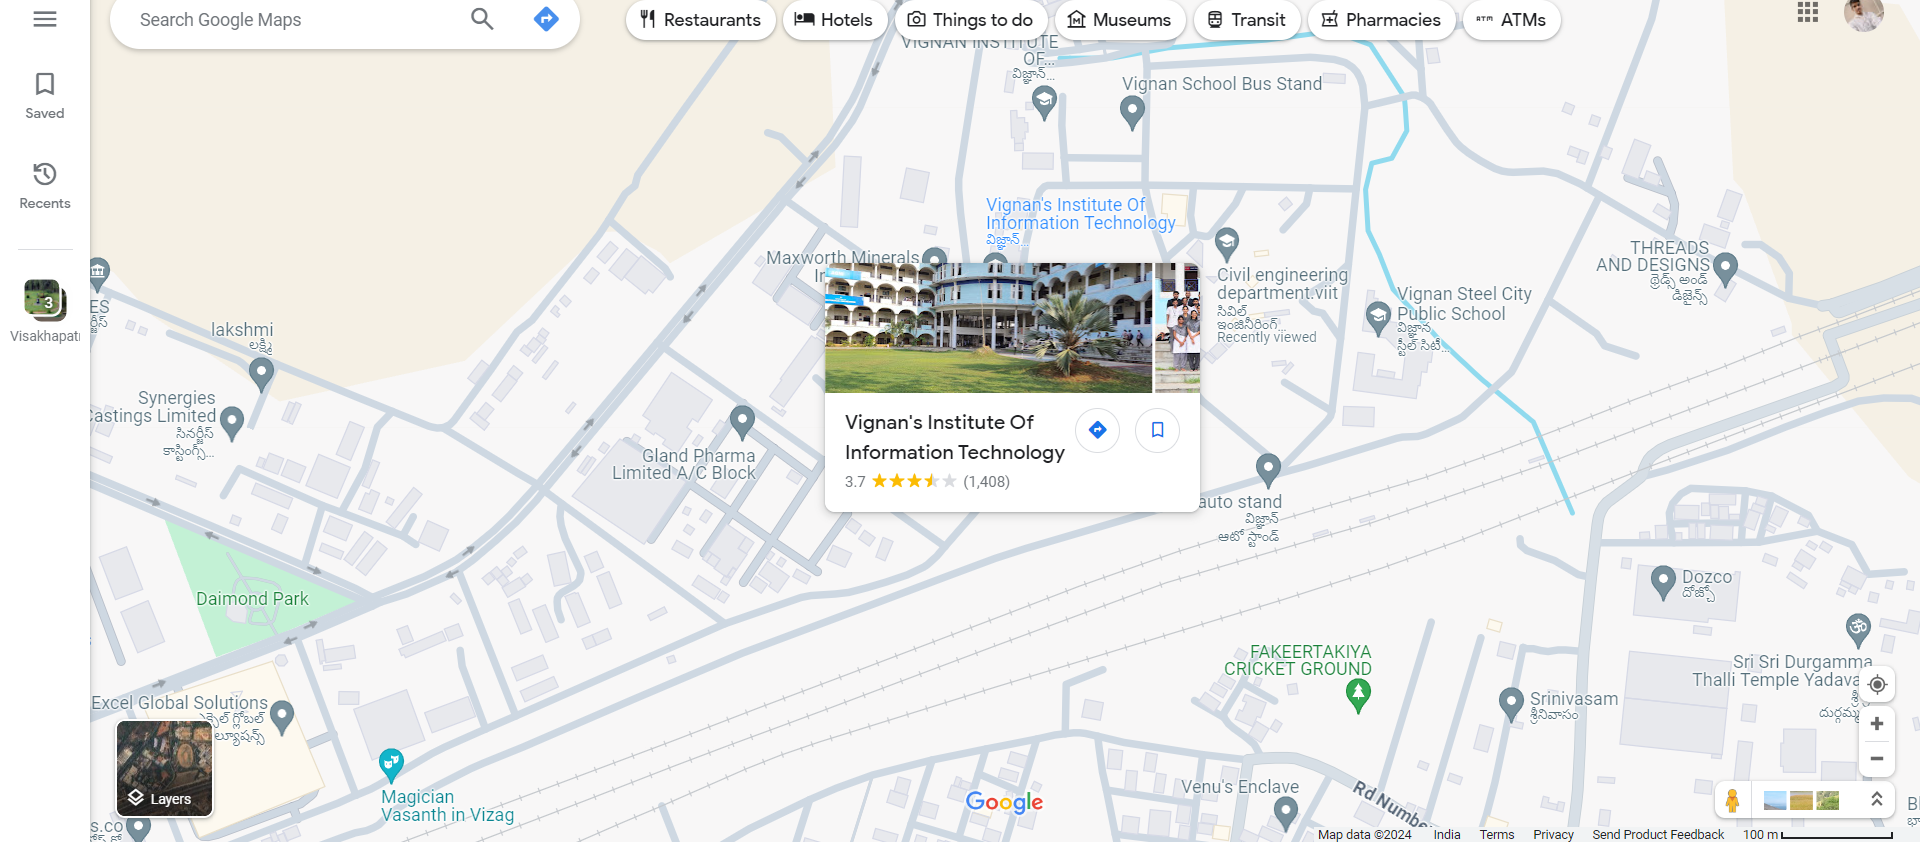 Search Google Maps
Restaurants
Hotels
Things to do
Museums
Transit
Pharmacies
ATMs
Saved
Recents
3
Visakhapatr
VIGNAN INSTITUTE
OF...
విజ్ఞాన్...
Vignan School Bus Stand
Vignan's Institute Of
Information Technology
విజ్ఞాన్...
Maxworth Minerals
In
Civil engineering
department.viit
సివిల్
ఇంజినీరింగ్...
Recently viewed
Vignan Steel City
Public School
విజ్ఞాన
స్టీల్ సిటీ...
THREADS
AND DESIGNS
థ్రెడ్స్ అండ్
డిజైన్స్
ES
lakshmi
లక్ష్మి
Synergies
Castings Limited
సినర్జీస్
కాస్టింగ్స్...
Gland Pharma
Limited A/C Block
Vignan's Institute Of
Information Technology
3.7
(1,408)
auto stand
విజ్ఞాన్
ఆటో స్టాండ్
Daimond Park
Dozco
దోజ్కో
FAKEERTAKIYA
CRICKET GROUND
Sri Sri Durgamma
Thalli Temple Yadava
శ్రీ
దుర్గమ్మ
Srinivasam
శ్రీనివాసం
Excel Global Solutions
ఎక్సెల్ గ్లోబల్
ల్యూషన్స్
Layers
Magician
Vasanth in Vizag
s.co
Venu's Enclave
Rd Numbe
Google
Map data ©2024
India
Terms
Privacy
Send Product Feedback
100 m